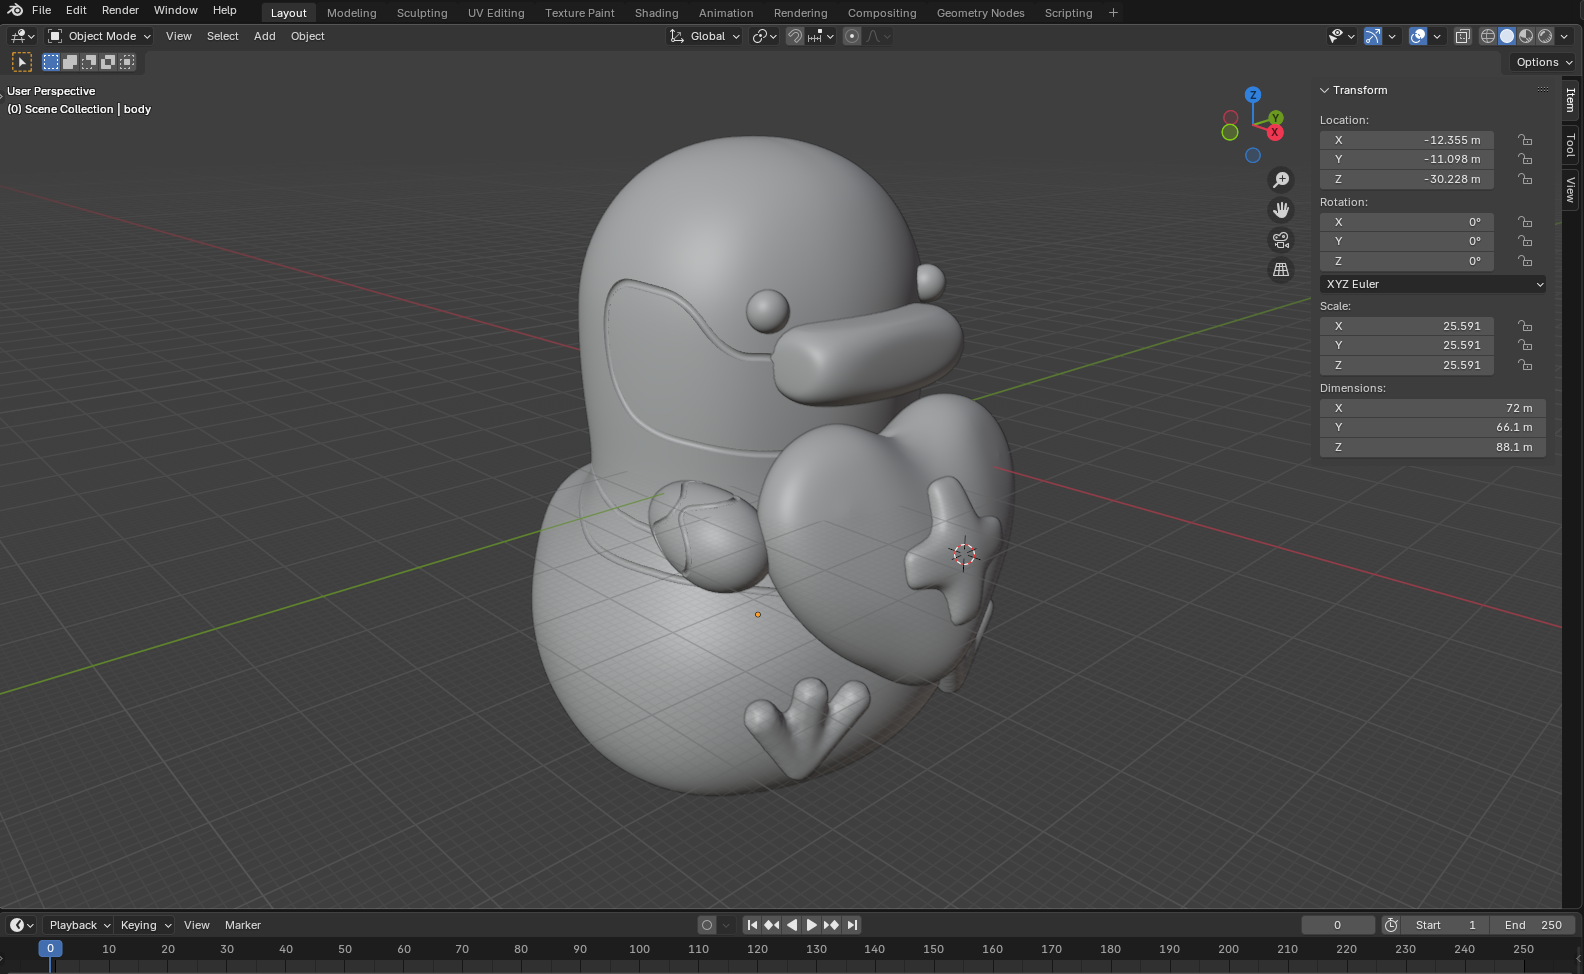 File Edit Render Window Help Layout Modeling Sculpting UV Editing Texture Paint Shading Animation Rendering Compositing Geometry Nodes Scripting +
Object Mode View Select Add Object Global
Options
User Perspective
(0) Scene Collection | body
Z
Y
X
Transform
Location:
X -12.355 m
Y -11.098 m
Z -30.228 m
Rotation:
X 0°
Y 0°
Z 0°
XYZ Euler
Scale:
X 25.591
Y 25.591
Z 25.591
Dimensions:
X 72 m
Y 66.1 m
Z 88.1 m
Item
Tool
View
Playback Keying View Marker 0 Start 1 End 250
0 10 20 30 40 50 60 70 80 90 100 110 120 130 140 150 160 170 180 190 200 210 220 230 240 250